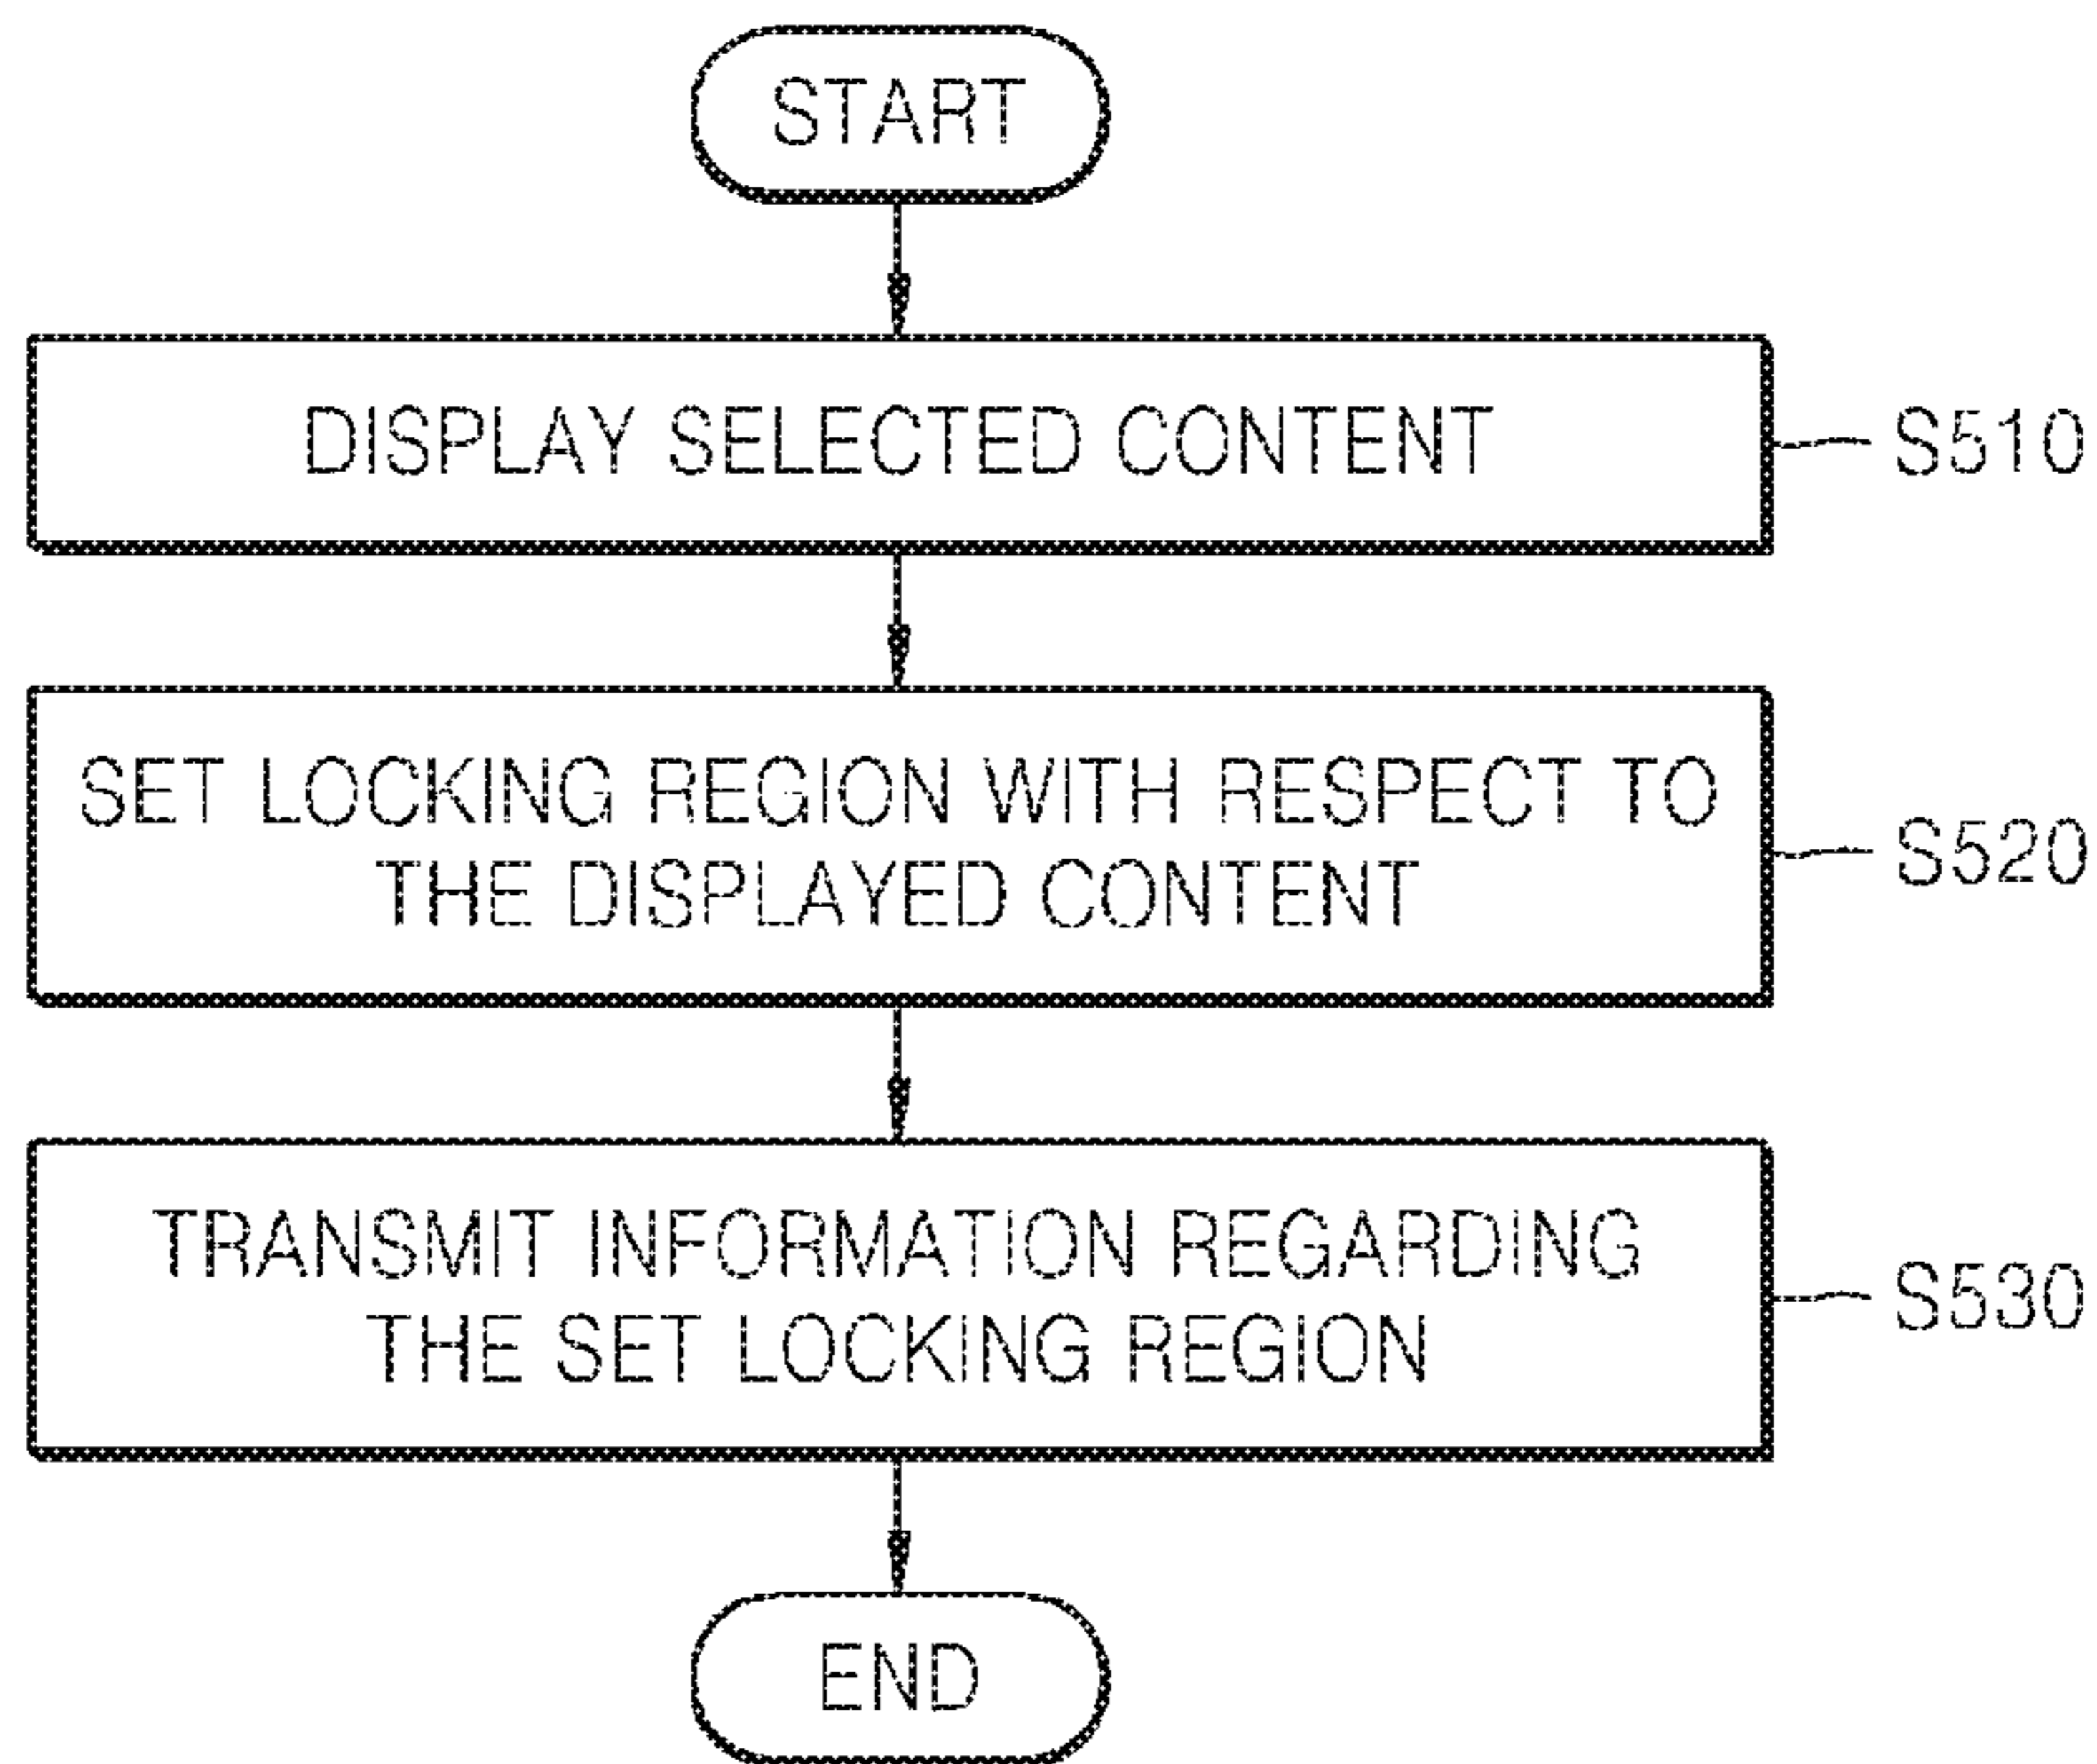 START
DISPLAY SELECTED CONTENT
S510
SET LOCKING REGION WITH RESPECT TO
THE DISPLAYED CONTENT
S520
TRANSMIT INFORMATION REGARDING
THE SET LOCKING REGION
S530
END